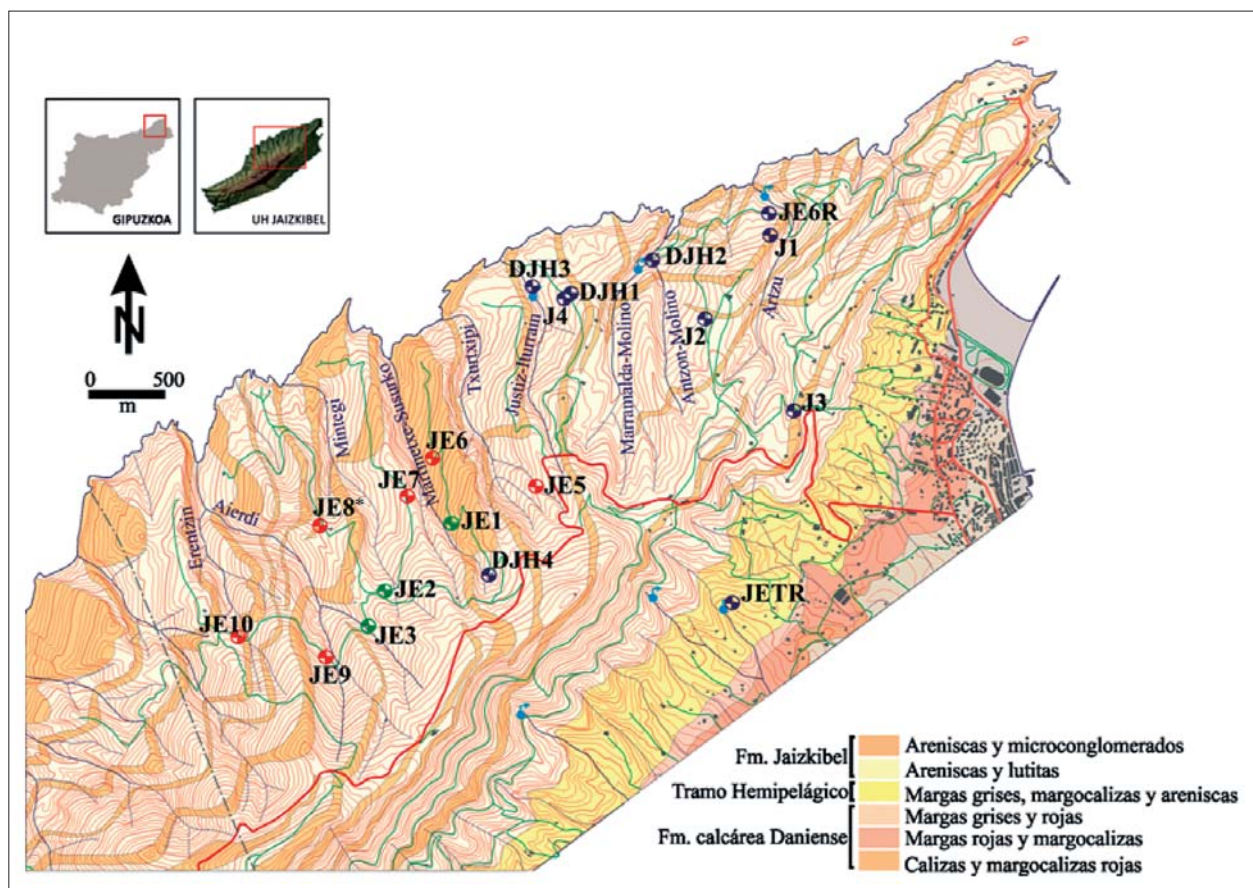 GIPUZKOA
UH JAIZKIBEL
N
0 500
m
JE6R
J1
DJH2
DJH3
DJH1
J4
J2
Artzu
Antzon-Molino
Marramalda-Molino
Justiz-Iturrain
Txurtxipi
Marrimetxe-Susurko
Mintegi
J3
JE6
JE7
JE5
JE8*
JE1
Aierdi
Erentzin
DJH4
JE2
JETR
JE10
JE3
JE9
Fm. Jaizkibel
Areniscas y microconglomerados
Areniscas y lutitas
Tramo Hemipelágico
Margas grises, margocalizas y areniscas
Fm. calcárea Daniense
Margas grises y rojas
Margas rojas y margocalizas
Calizas y margocalizas rojas